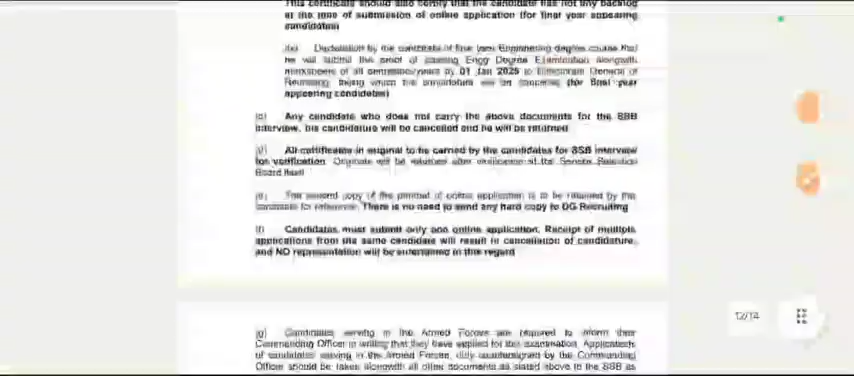 This certificate should also certify that the candidate has not any backlog
at the time of submission of online application (for final year appearing
candidates)
Declaration by the candidate of final year Engineering degree course that
he will submit the proof of passing Engg Degree Examination alongwith
marksheets of all semesters/years by 01 Jan 2025 to Directorate General of
Recruiting, failing which the candidature will be cancelled (for final year
appearing candidates)
Any candidate who does not carry the above documents for the SSB
interview, his candidature will be cancelled and he will be returned
All certificates in original to be carried by the candidates for SSB interview
for verification. Originals will be returned after verification at the Service Selection
Board itself
(e) The second copy of the printout of online application is to be retained by the
candidate for reference. There is no need to send any hard copy to DG Recruiting
(f) Candidates must submit only one online application. Receipt of multiple
applications from the same candidate will result in cancellation of candidature,
and NO representation will be entertained in this regard
(g) Candidates serving in the Armed Forces are required to inform their
Commanding Officer in writing that they have applied for this examination. Applications
of candidates serving in the Armed Forces, duly countersigned by the Commanding
Officer should be taken alongwith all other documents as stated above to the SSB as
12/14